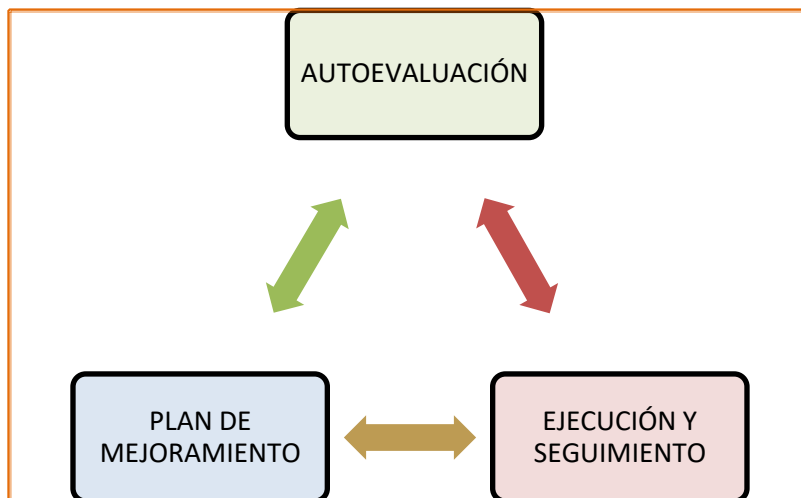 AUTOEVALUACIÓN
PLAN DE
MEJORAMIENTO
EJECUCIÓN Y
SEGUIMIENTO